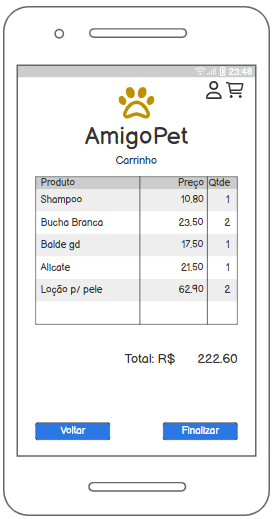 23:48
AmigoPet
Carrinho
Produto Preço Qtde
Shampoo 10.80 1
Bucha Branca 23.50 2
Balde gd 17.50 1
Alicate 21.50 1
Loção p/ pele 62.90 2
Total: R$ 222.60
Voltar Finalizar